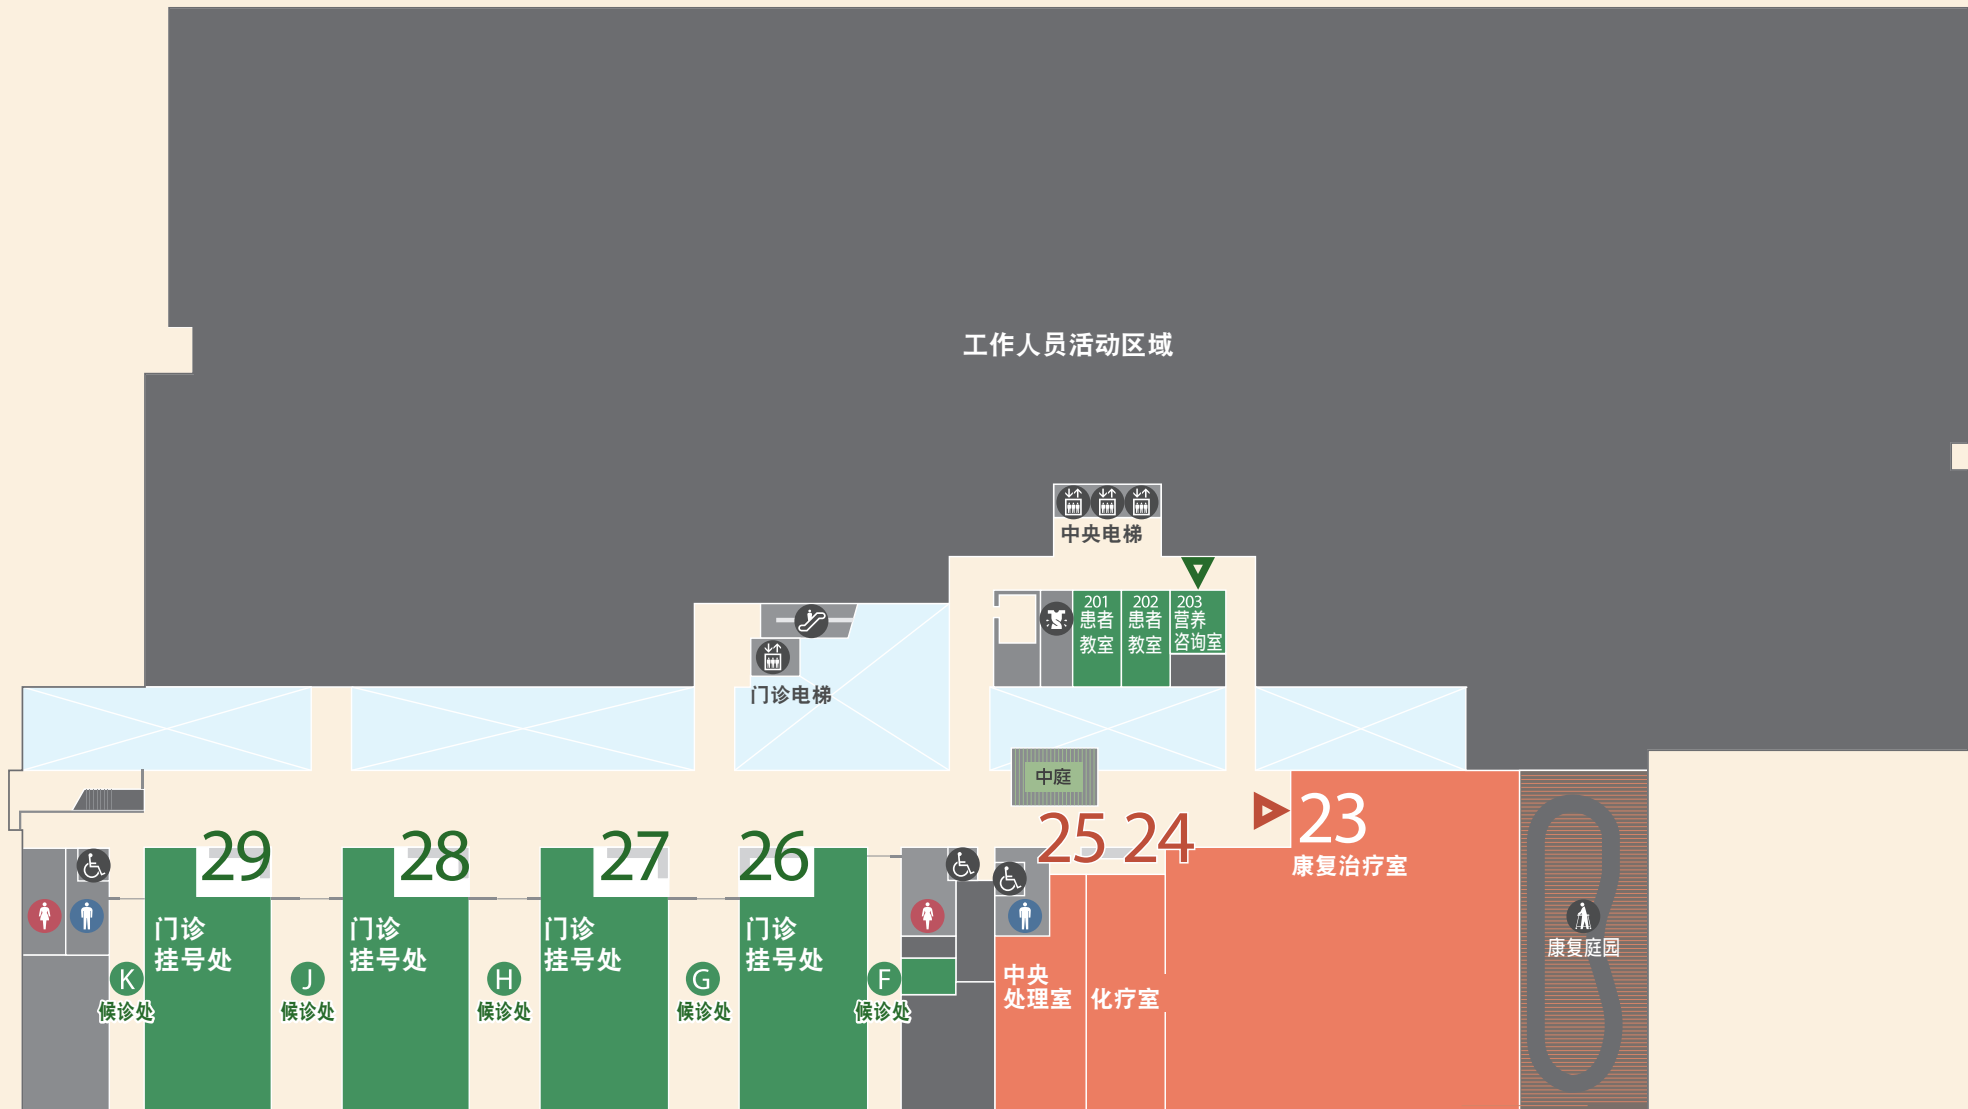 工作人员活动区域
中央电梯
201
患者
教室
202
患者
教室
203
营养
咨询室
门诊电梯
中庭
29
28
27
26
25
24
23
康复治疗室
门诊
挂号处
门诊
挂号处
门诊
挂号处
门诊
挂号处
康复庭园
K
候诊处
J
候诊处
H
候诊处
G
候诊处
F
候诊处
中央
处理室
化疗室